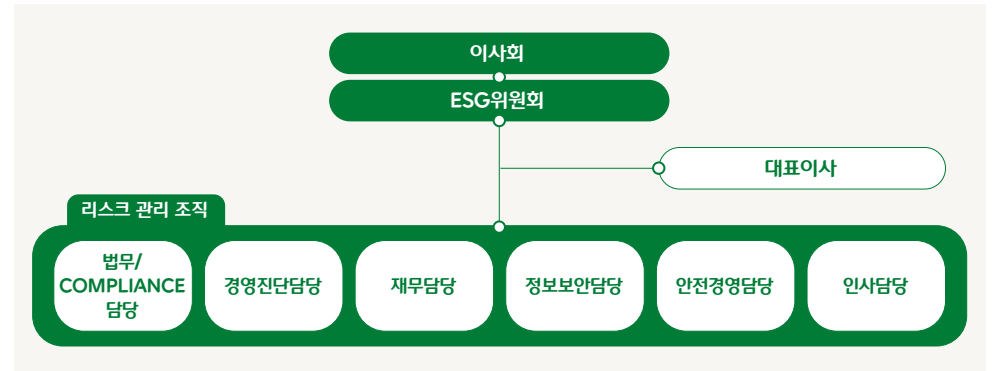 이사회
ESG위원회
대표이사
리스크 관리 조직
법무/
COMPLIANCE
담당
경영진단담당
재무담당
정보보안담당
안전경영담당
인사담당